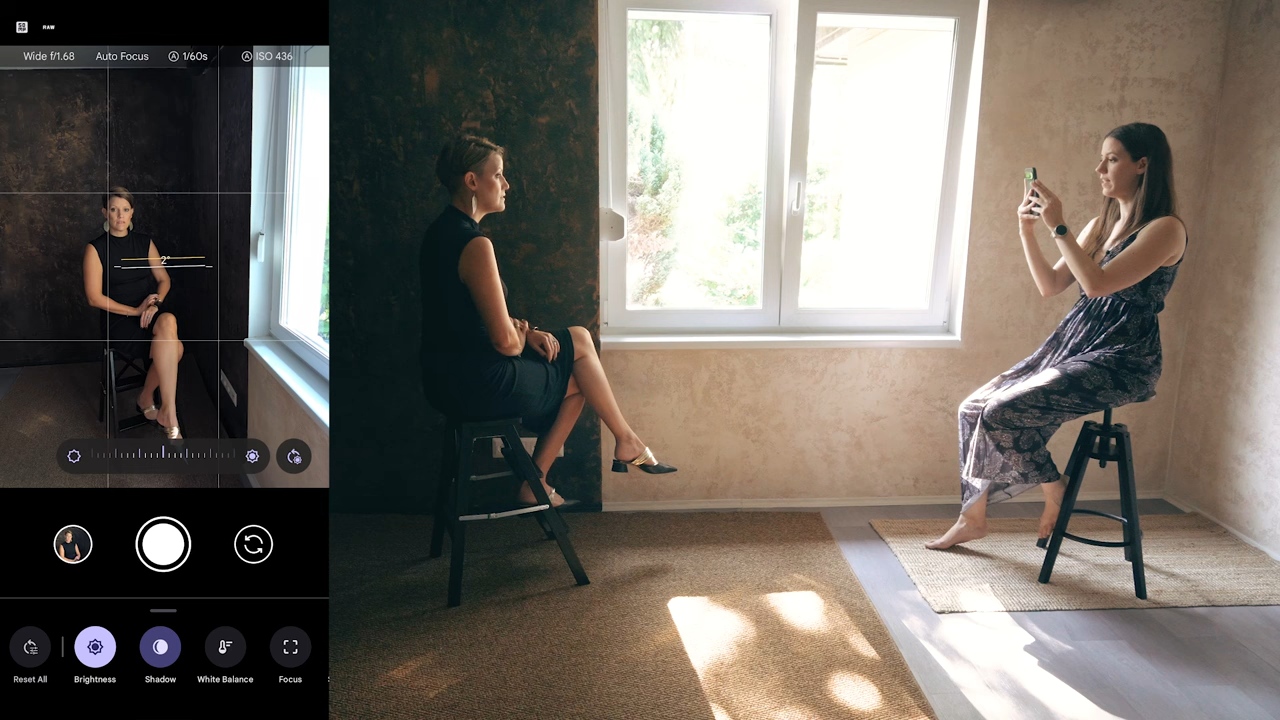 RAW
Wide f/1.68 Auto Focus A 1/60s A ISO 436
2°
Reset All Brightness Shadow White Balance Focus